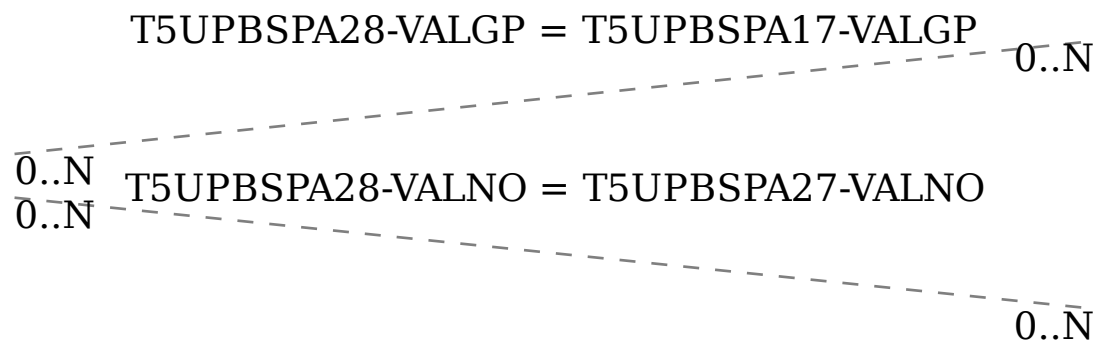 T5UPBSPA28-VALGP = T5UPBSPA17-VALGP
0..N
0..N
T5UPBSPA28-VALNO = T5UPBSPA27-VALNO
0..N
0..N